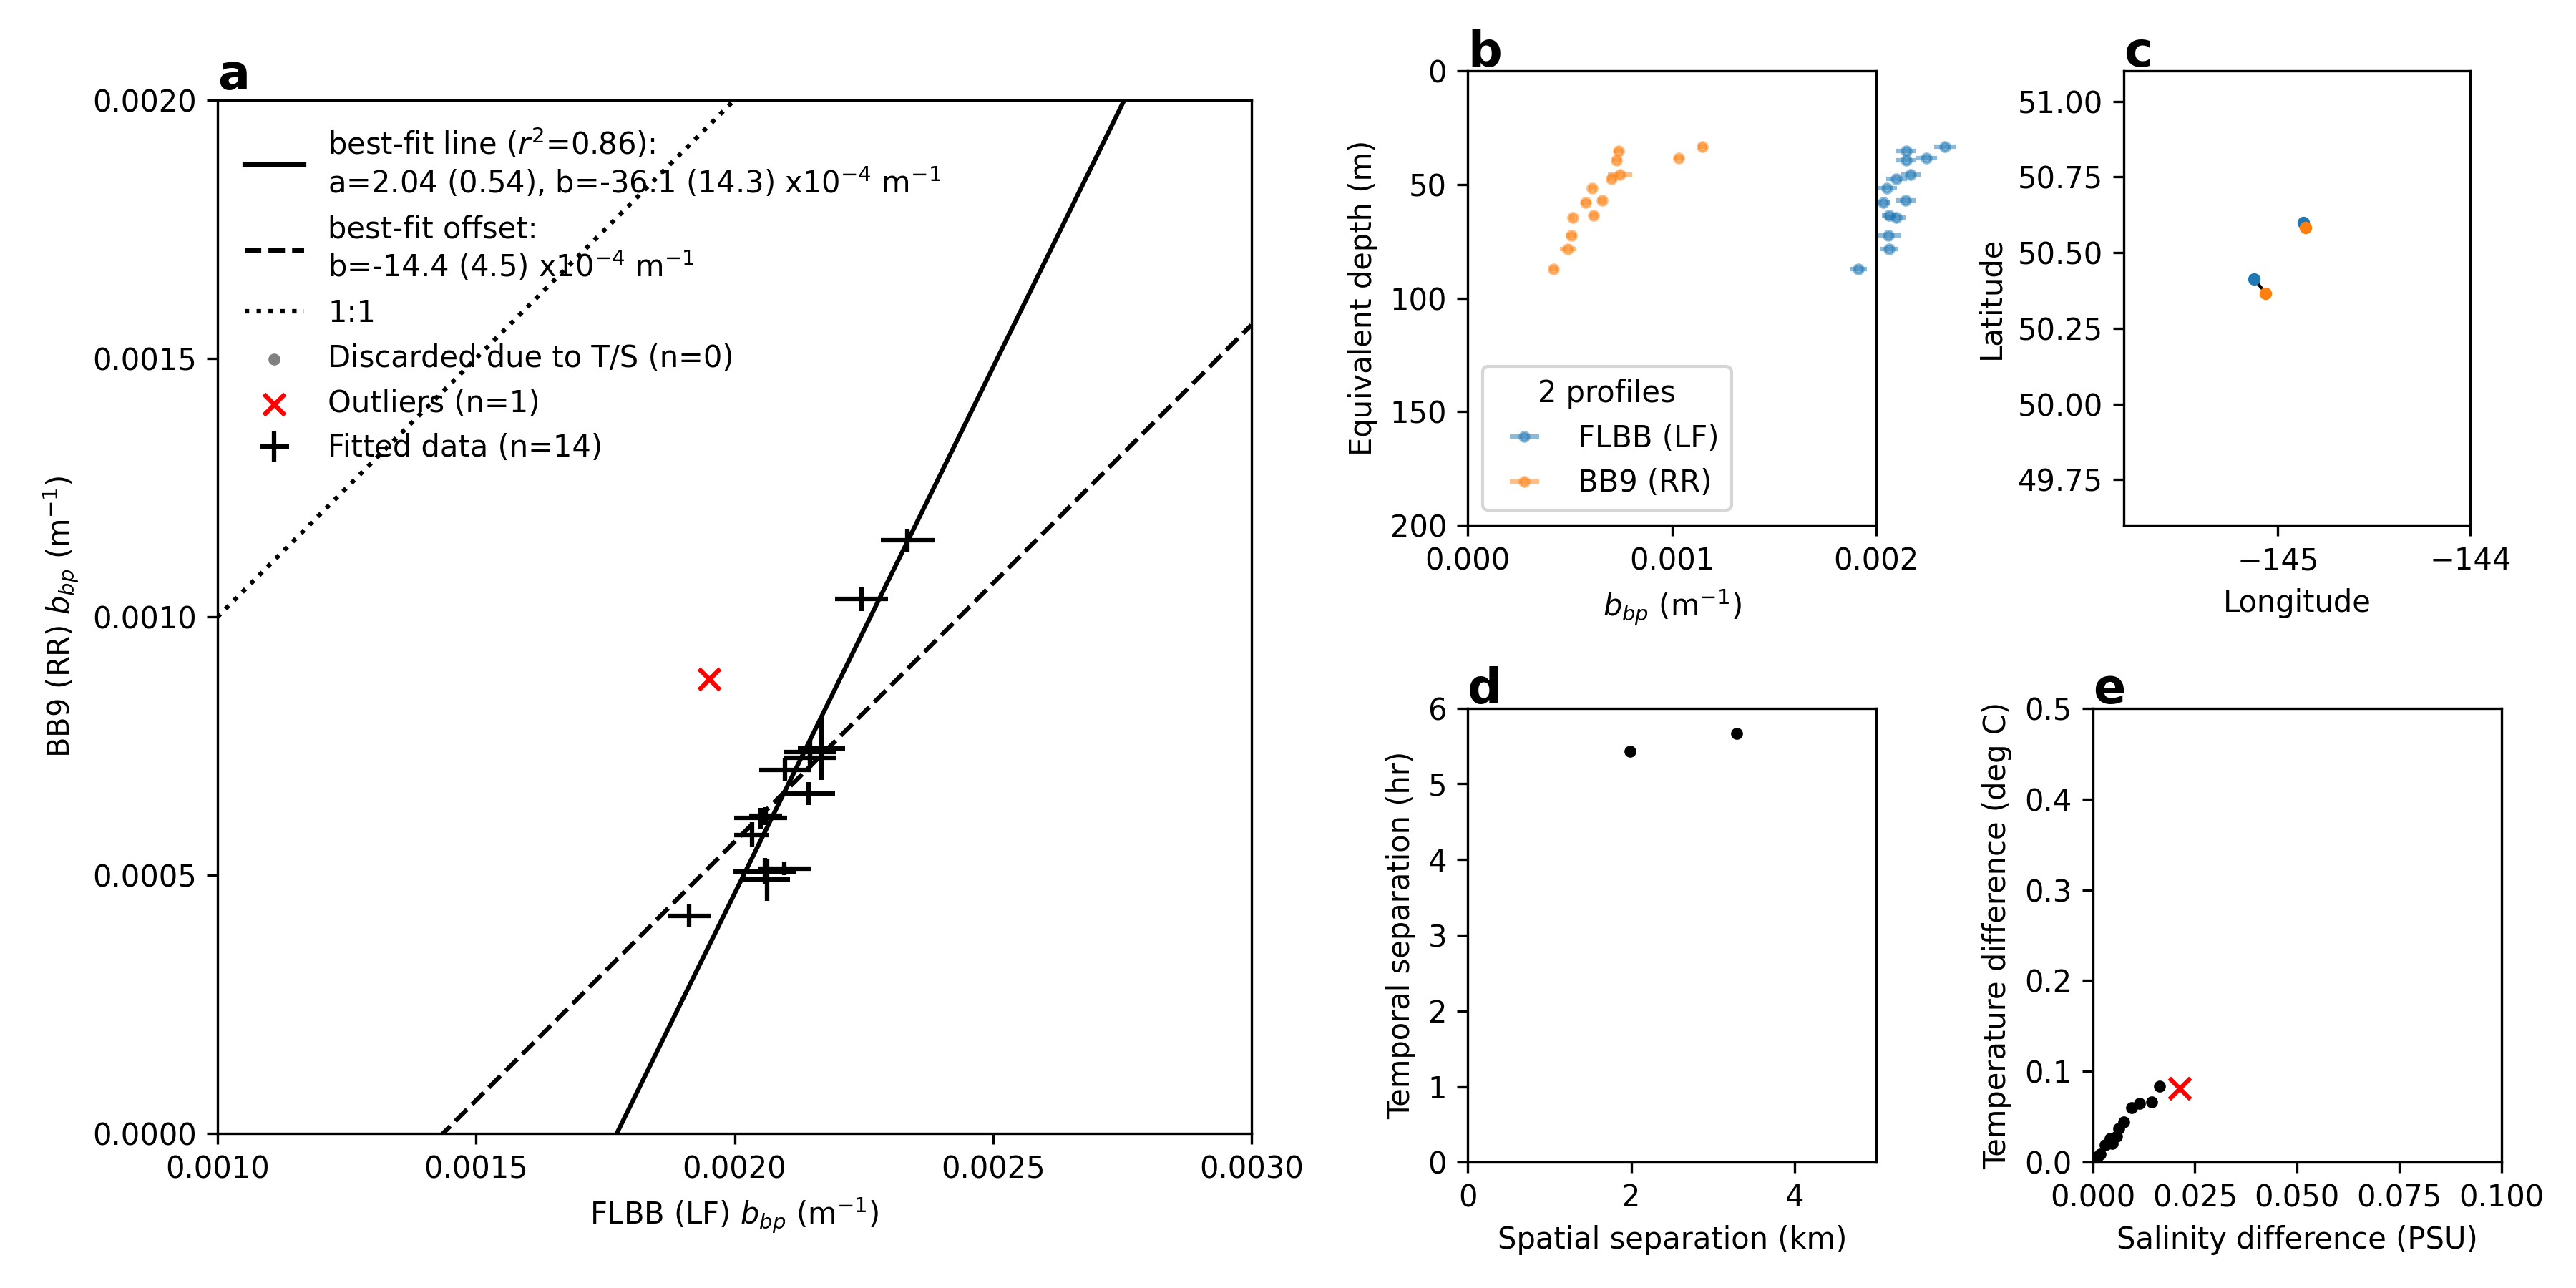 a
0.0020
0.0015
0.0010
0.0005
0.0000
0.0010
0.0015
0.0020
0.0025
0.0030
BB9 (RR) b_bp (m⁻¹)
FLBB (LF) b_bp (m⁻¹)
best-fit line (r²=0.86):
a=2.04 (0.54), b=-36.1 (14.3) x10⁻⁴ m⁻¹
best-fit offset:
b=-14.4 (4.5) x10⁻⁴ m⁻¹
1:1
Discarded due to T/S (n=0)
Outliers (n=1)
Fitted data (n=14)
b
0
50
100
150
200
Equivalent depth (m)
2 profiles
FLBB (LF)
BB9 (RR)
0.000
0.001
0.002
b_bp (m⁻¹)
c
51.00
50.75
50.50
50.25
50.00
49.75
Latitude
−145
−144
Longitude
d
6
5
4
3
2
1
0
Temporal separation (hr)
0
2
4
Spatial separation (km)
e
0.5
0.4
0.3
0.2
0.1
0.0
Temperature difference (deg C)
0.000
0.025
0.050
0.075
0.100
Salinity difference (PSU)